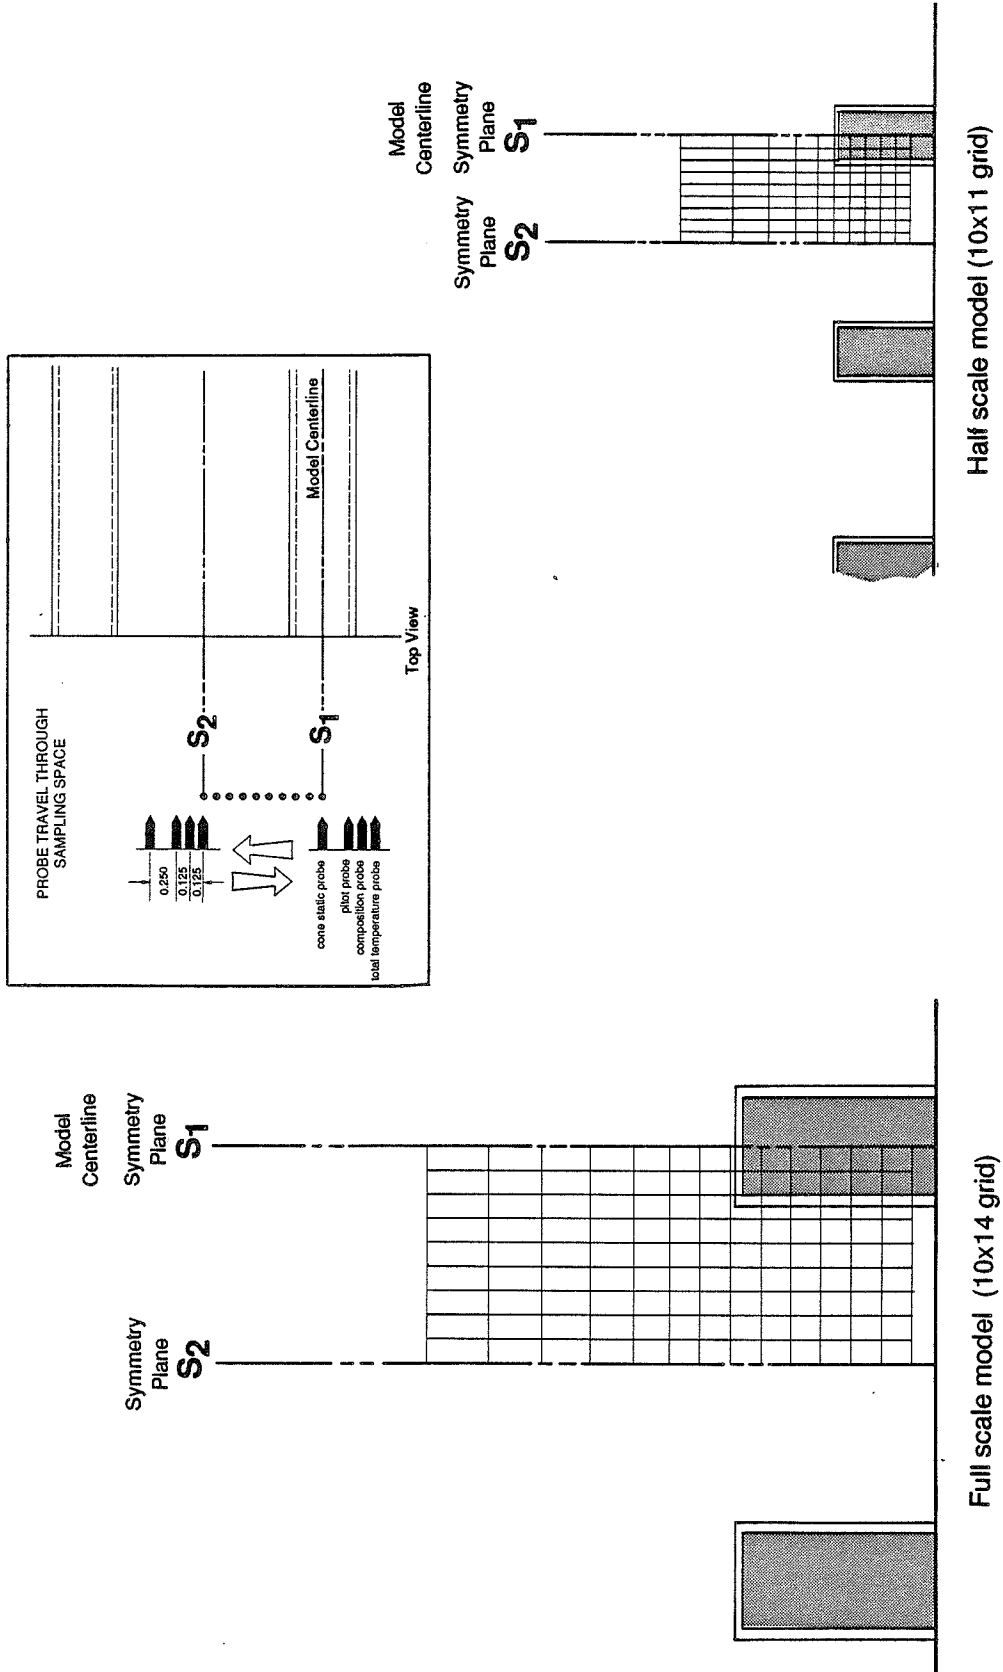 Model
Centerline
Symmetry
Plane
S1
Symmetry
Plane
S2
Half scale model (10x11 grid)
PROBE TRAVEL THROUGH
SAMPLING SPACE
0.250
0.125
0.125
cone static probe
pitot probe
composition probe
total temperature probe
S2
S1
Model Centerline
Top View
Model
Centerline
Symmetry
Plane
S1
Symmetry
Plane
S2
Full scale model (10x14 grid)